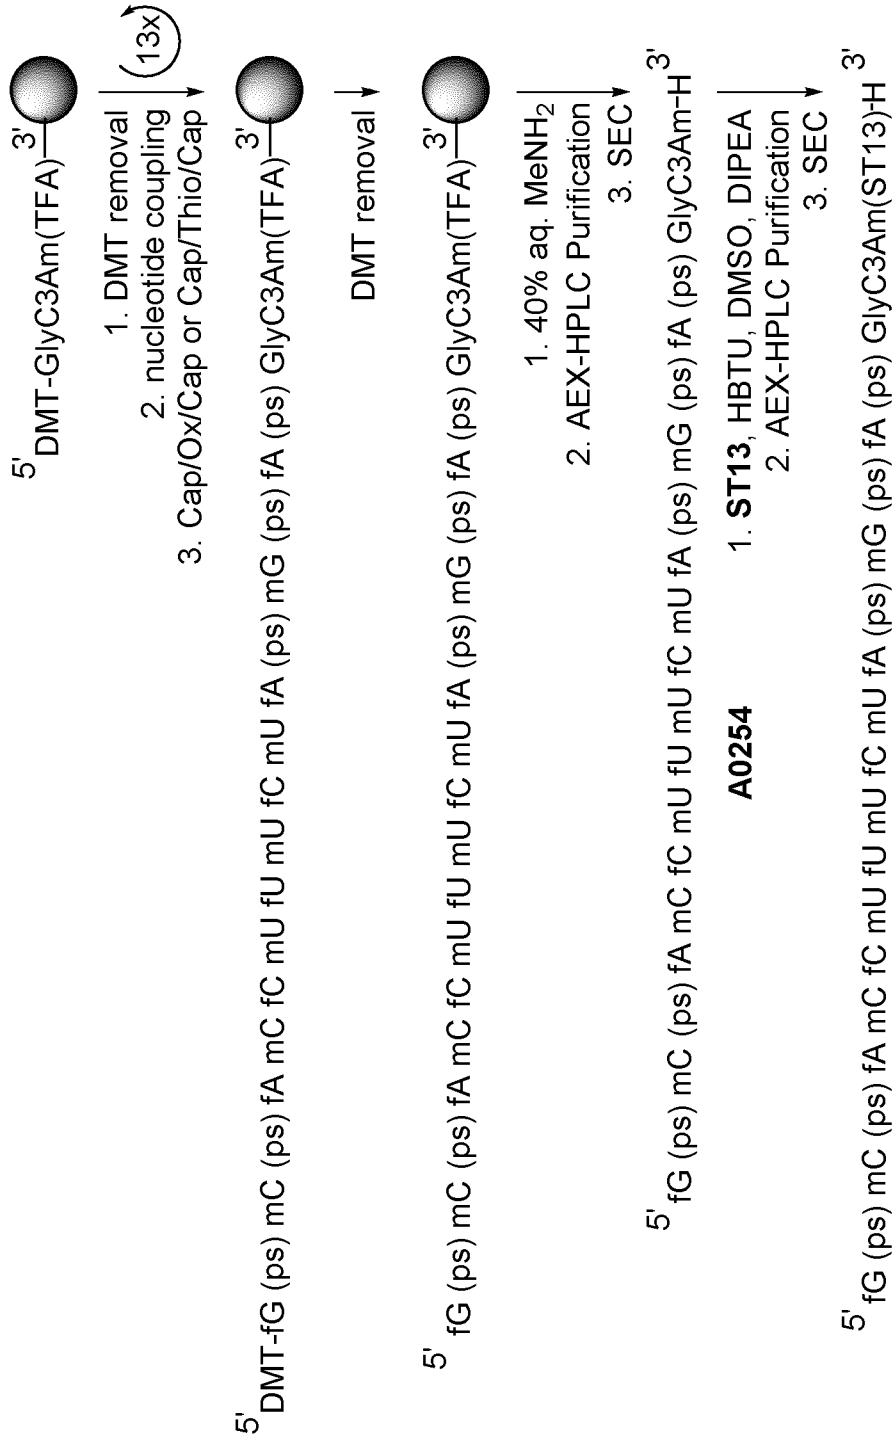 5' DMT-GlyC3Am(TFA) 3'
1. DMT removal
2. nucleotide coupling
3. Cap/Ox/Cap or Cap/Thio/Cap
13x
5' DMT-fG (ps) mC (ps) fA mC fC mU fU mU fC mU fA (ps) mG (ps) fA (ps) GlyC3Am(TFA) 3'
DMT removal
5' fG (ps) mC (ps) fA mC fC mU fU mU fC mU fA (ps) mG (ps) fA (ps) GlyC3Am(TFA) 3'
1. 40% aq. MeNH₂
2. AEX-HPLC Purification
3. SEC
5' fG (ps) mC (ps) fA mC fC mU fU mU fC mU fA (ps) mG (ps) fA (ps) GlyC3Am-H 3'
A0254
1. ST13, HBTU, DMSO, DIPEA
2. AEX-HPLC Purification
3. SEC
5' fG (ps) mC (ps) fA mC fC mU fU mU fC mU fA (ps) mG (ps) fA (ps) GlyC3Am(ST13)-H 3'